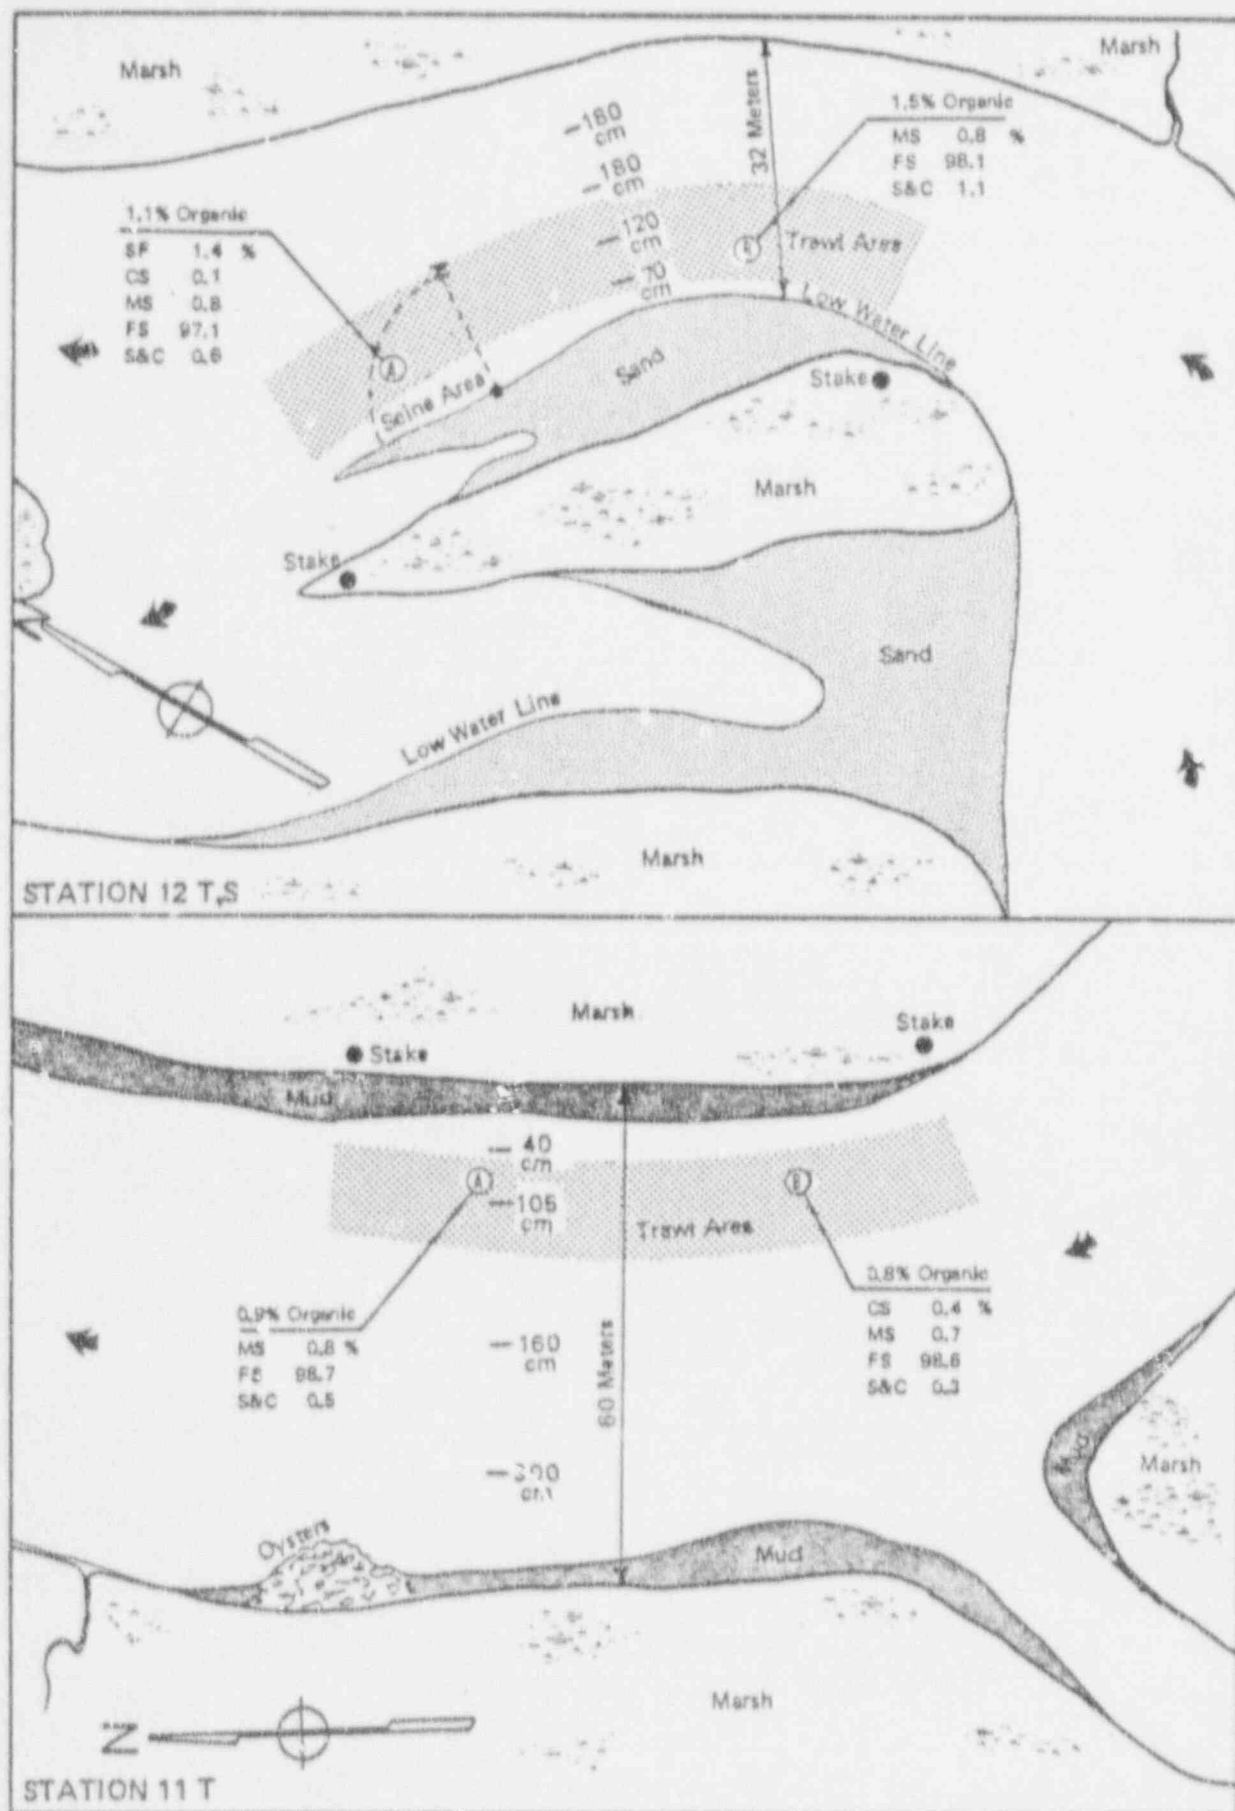 Marsh
Marsh
-180
cm
-180
cm
-120
cm
-70
cm
32 Meters
1.5% Organic
MS 0.8 %
FS 98.1
S&C 1.1
1.1% Organic
SF 1.4 %
CS 0.1
MS 0.8
FS 97.1
S&C 0.6
Trawl Area
A
Seine Area
Sand
Low Water Line
Stake
Marsh
Stake
Sand
Low Water Line
Marsh
STATION 12 T,S
Marsh
Stake
Stake
Mud
- 40
cm
A
B
-105
cm
Trawl Area
0.9% Organic
MS 0.8 %
FS 98.7
S&C 0.5
0.8% Organic
CS 0.4 %
MS 0.7
FS 98.6
S&C 0.3
-160
cm
60 Meters
cm
Mud
Marsh
Oysters
Mud
Marsh
N
STATION 11 T